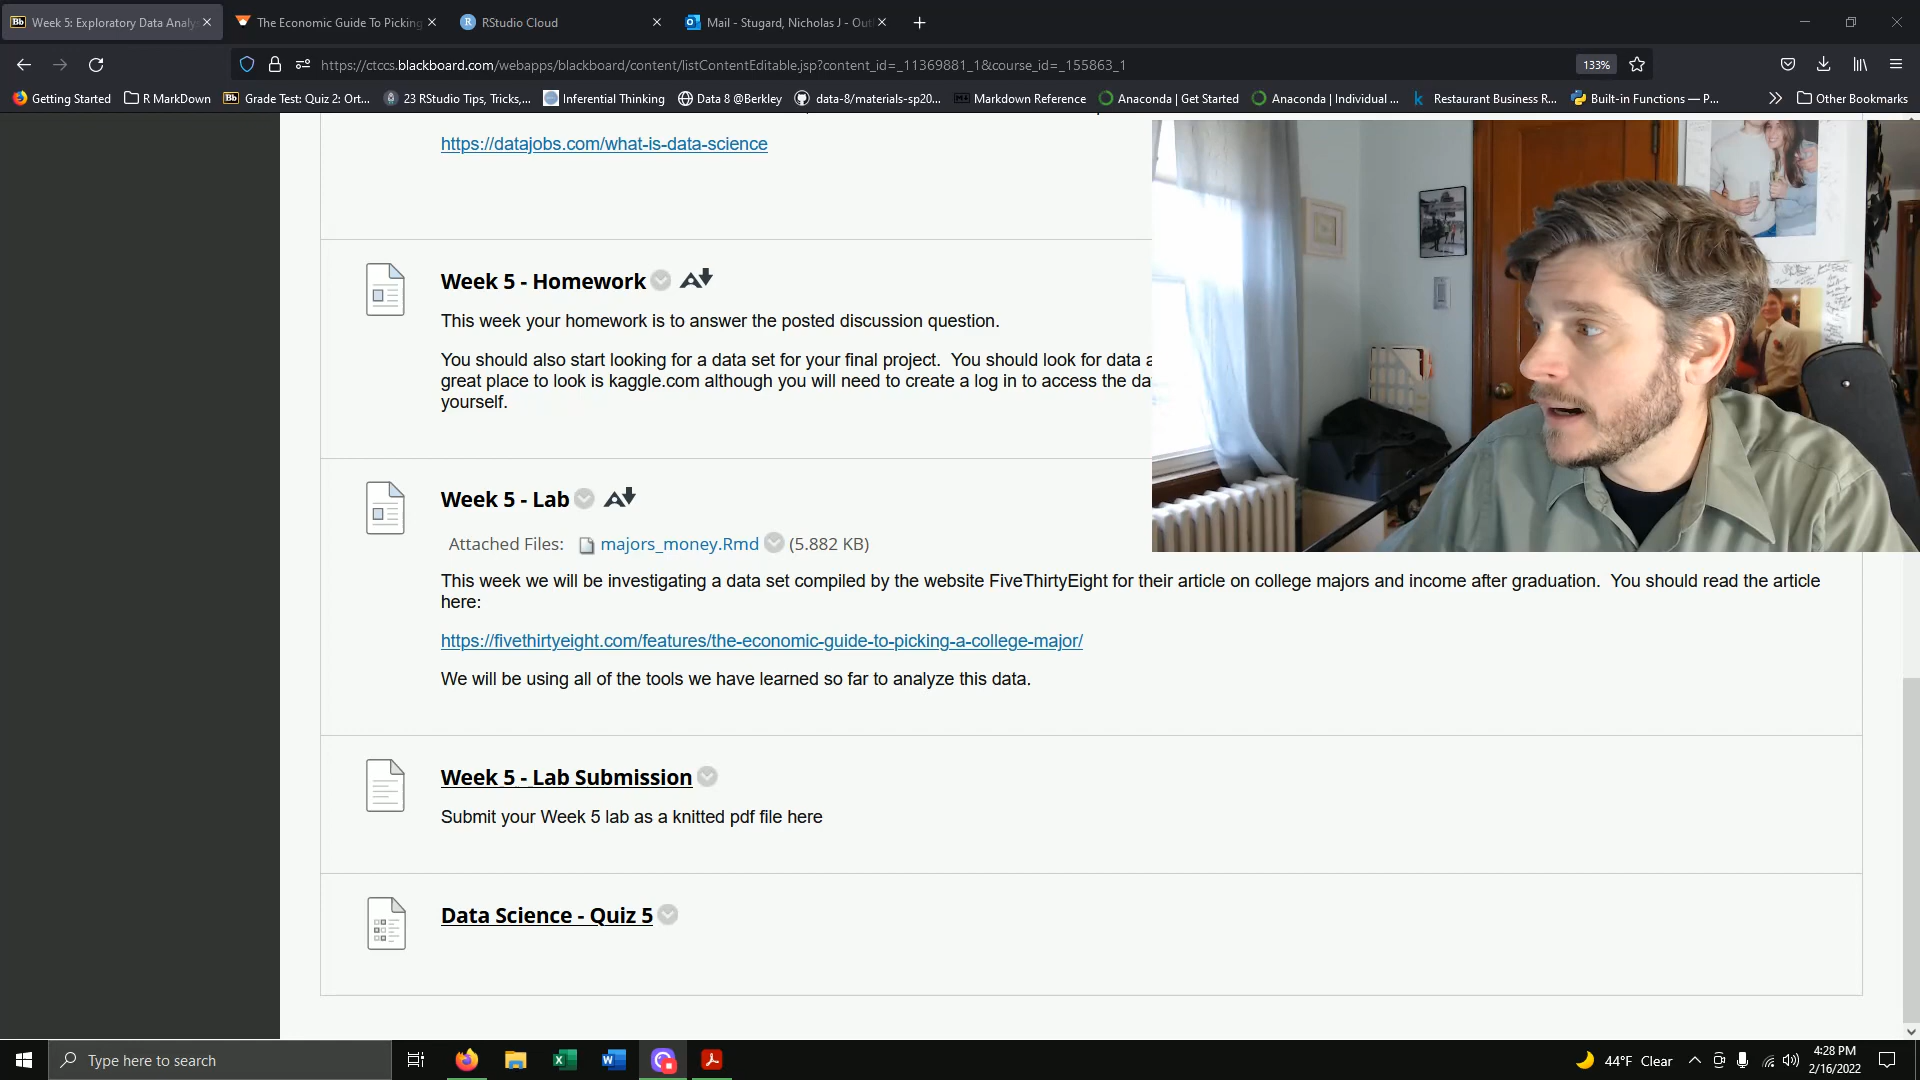 Week 5: Exploratory Data Analy
The Economic Guide To Picking
RStudio Cloud
Mail - Stugard, Nicholas J - Out
https://ctccs.blackboard.com/webapps/blackboard/content/listContentEditable.jsp?content_id=_11369881_1&course_id=_155863_1
133%
Getting Started
R MarkDown
Grade Test: Quiz 2: Ort...
23 RStudio Tips, Tricks,...
Inferential Thinking
Data 8 @Berkley
data-8/materials-sp20...
Markdown Reference
Anaconda | Get Started
Anaconda | Individual ...
Restaurant Business R...
Built-in Functions — P...
Other Bookmarks
https://datajobs.com/what-is-data-science
Week 5 - Homework
This week your homework is to answer the posted discussion question.
You should also start looking for a data set for your final project. You should look for data a
great place to look is kaggle.com although you will need to create a log in to access the da
yourself.
Week 5 - Lab
Attached Files: majors_money.Rmd (5.882 KB)
This week we will be investigating a data set compiled by the website FiveThirtyEight for their article on college majors and income after graduation. You should read the article
here:
https://fivethirtyeight.com/features/the-economic-guide-to-picking-a-college-major/
We will be using all of the tools we have learned so far to analyze this data.
Week 5 - Lab Submission
Submit your Week 5 lab as a knitted pdf file here
Data Science - Quiz 5
Type here to search
44°F Clear
4:28 PM
2/16/2022